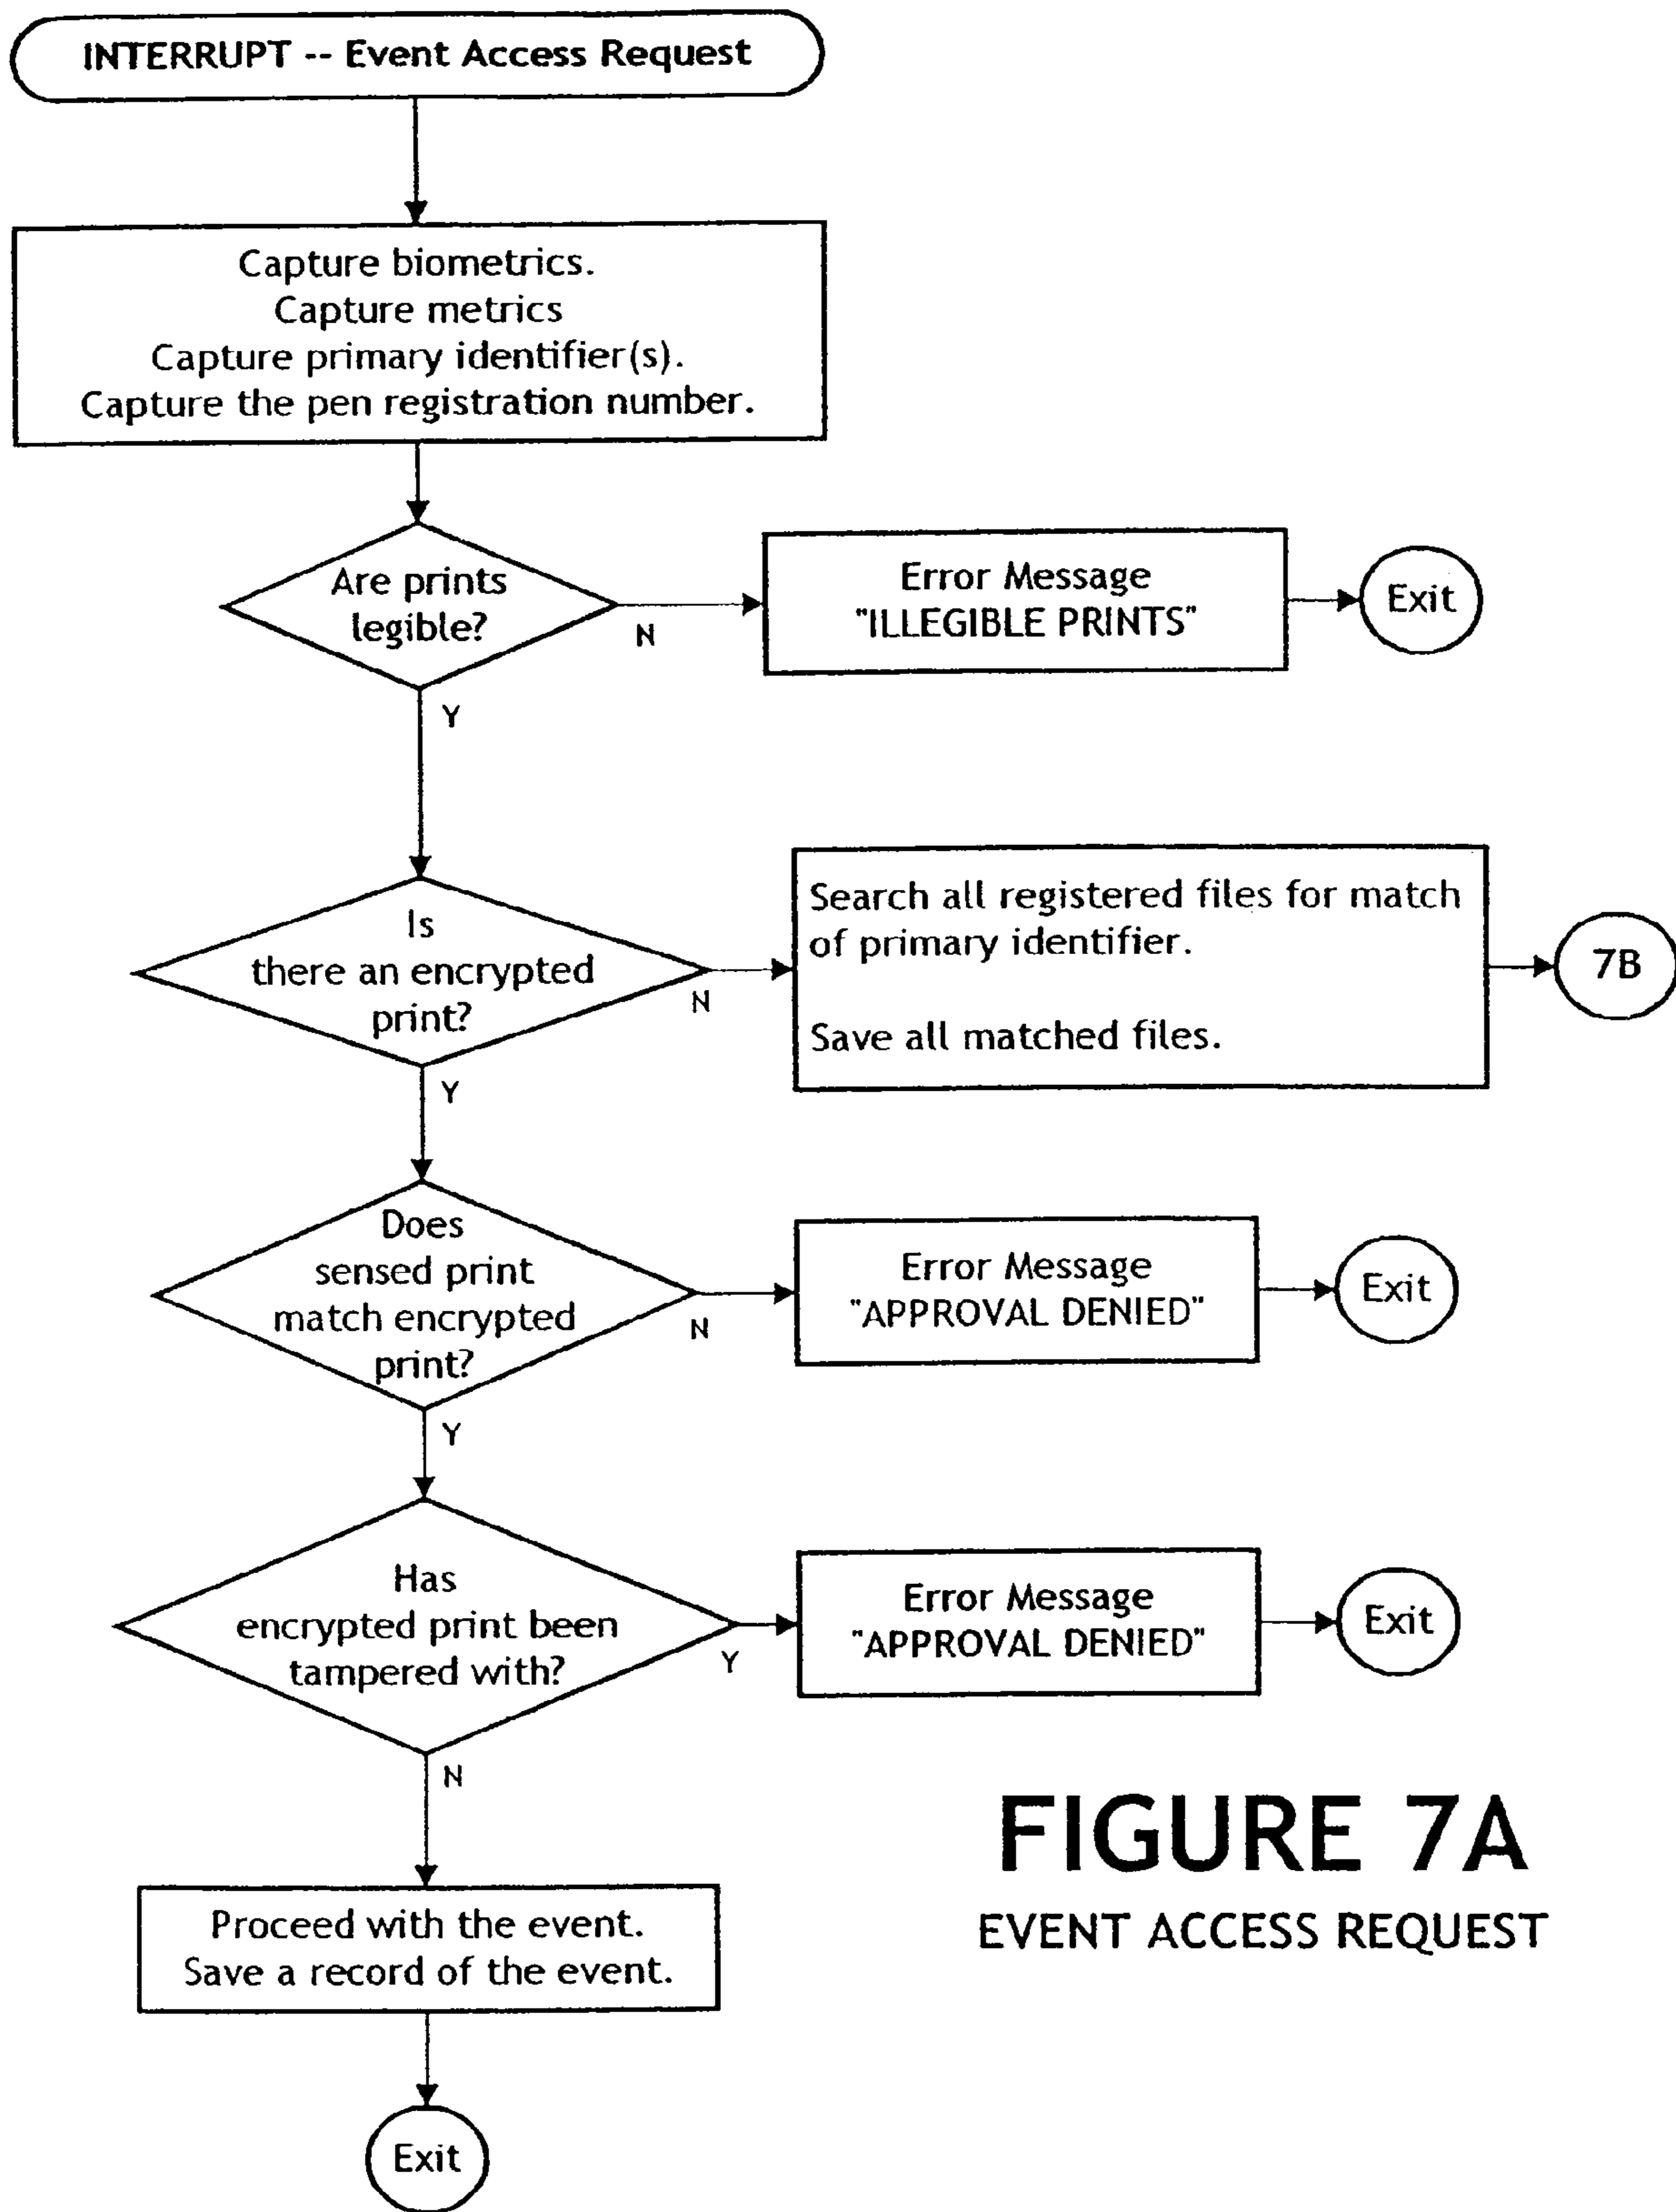 INTERRUPT -- Event Access Request
Capture biometrics.
Capture metrics
Capture primary identifier(s).
Capture the pen registration number.
Are prints
legible?
N
Error Message
"ILLEGIBLE PRINTS"
Exit
Y
Is
there an encrypted
print?
N
Search all registered files for match
of primary identifier.
Save all matched files.
7B
Y
Does
sensed print
match encrypted
print?
N
Error Message
"APPROVAL DENIED"
Exit
Y
Has
encrypted print been
tampered with?
Y
Error Message
"APPROVAL DENIED"
Exit
N
Proceed with the event.
Save a record of the event.
Exit
FIGURE 7A
EVENT ACCESS REQUEST